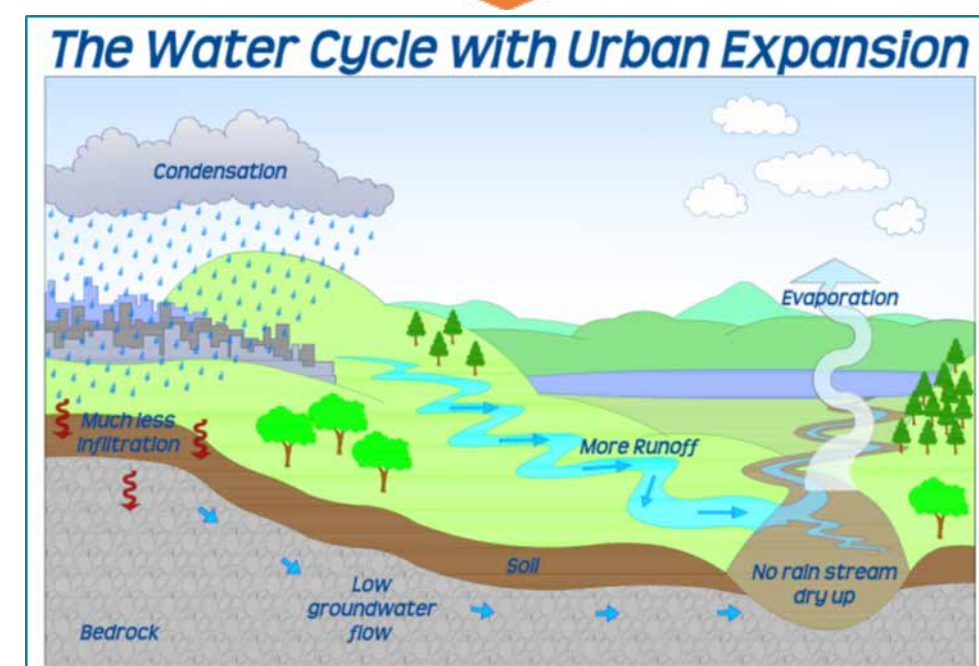 The Water Cycle with Urban Expansion
Condensation
Evaporation
Much less
infiltration
More Runoff
Soil
No rain stream
dry up
Low
groundwater
flow
Bedrock